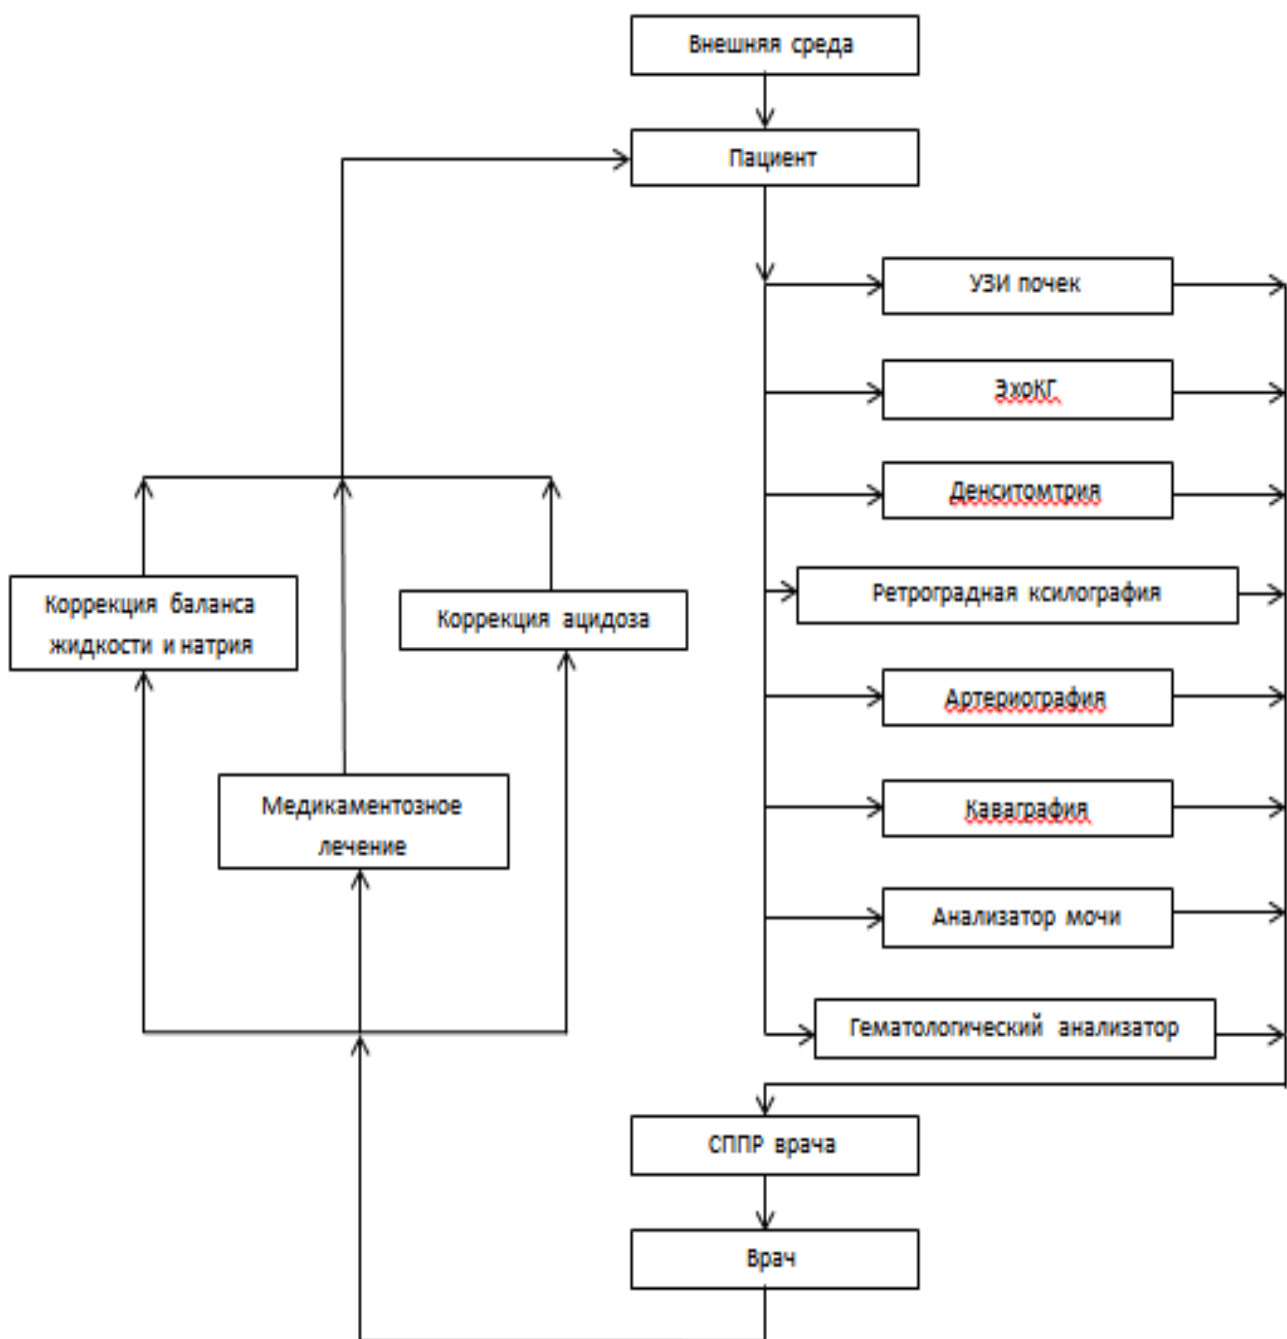 Внешняя среда
Пациент
УЗИ почек
ЭхоКГ
Денситомтрия
Ретроградная ксилография
Артериография
Каваграфия
Анализатор мочи
Гематологический анализатор
Коррекция баланса
жидкости и натрия
Коррекция ацидоза
Медикаментозное
лечение
СППР врача
Врач